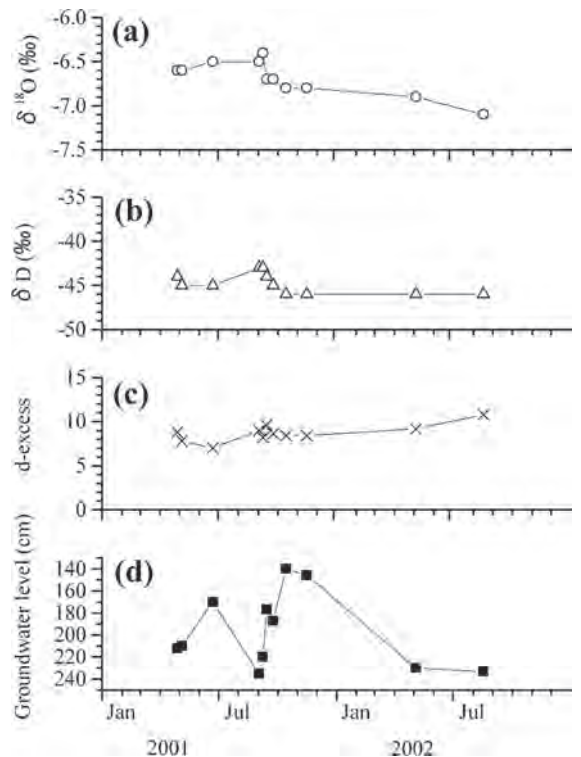 -6.0
(a)
-6.5
-7.0
-7.5
δ ¹⁸O (‰)
-35
(b)
-40
-45
-50
δ D (‰)
15
(c)
10
5
0
d-excess
(d)
140
160
180
200
220
240
Groundwater level (cm)
Jan Jul Jan Jul
2001 2002